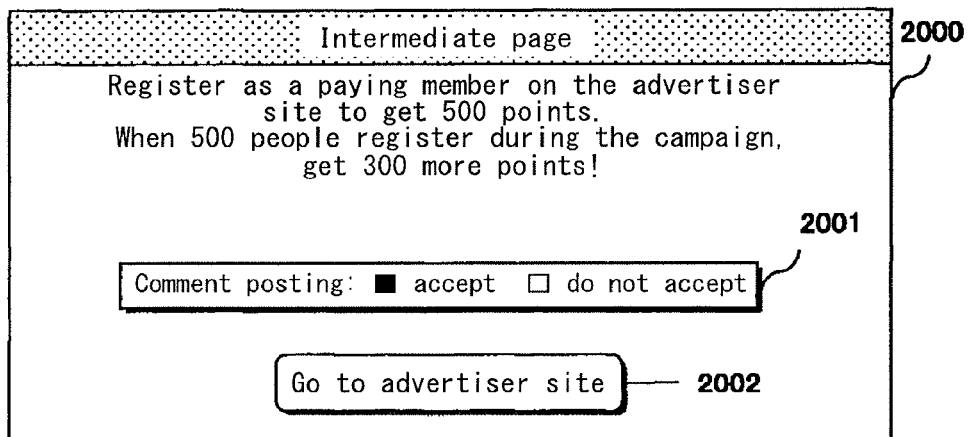 Intermediate page
2000
Register as a paying member on the advertiser
site to get 500 points.
When 500 people register during the campaign,
get 300 more points!
2001
Comment posting: ■ accept □ do not accept
Go to advertiser site
2002